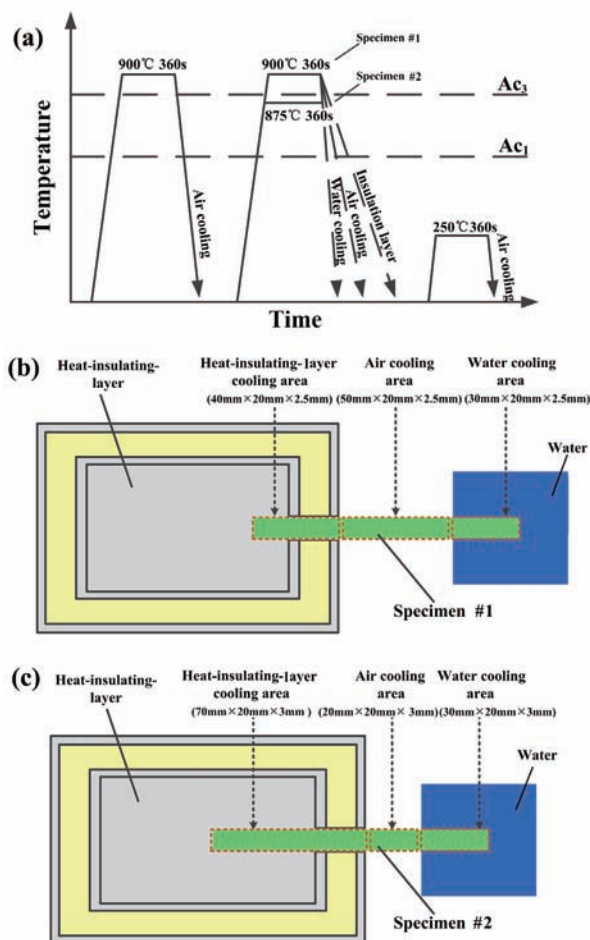 (a)
Temperature
900℃ 360s
Air cooling
900℃ 360s
875℃ 360s
Specimen #1
Specimen #2
Ac3
Ac1
Water cooling
Air cooling
Insulation layer
250℃360s
Air cooling
Time
(b)
Heat-insulating-
layer
Heat-insulating-layer
cooling area
(40mm×20mm×2.5mm)
Air cooling
area
(50mm×20mm×2.5mm)
Water cooling
area
(30mm×20mm×2.5mm)
Water
Specimen #1
(c)
Heat-insulating-
layer
Heat-insulating-layer
cooling area
(70mm×20mm×3mm )
Air cooling
area
(20mm×20mm× 3mm)
Water cooling
area
(30mm×20mm×3mm)
Water
Specimen #2